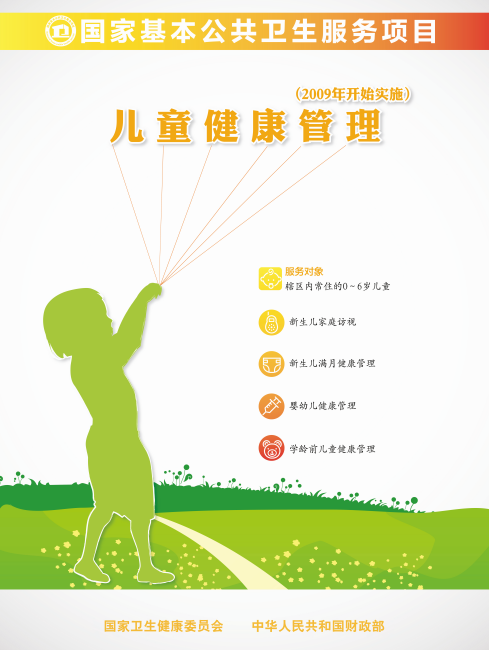 国家基本公共卫生服务项目
（2009年开始实施）
儿童健康管理
服务对象
辖区内常住的0～6岁儿童
新生儿家庭访视
新生儿满月健康管理
婴幼儿健康管理
学龄前儿童健康管理
国家卫生健康委员会 中华人民共和国财政部